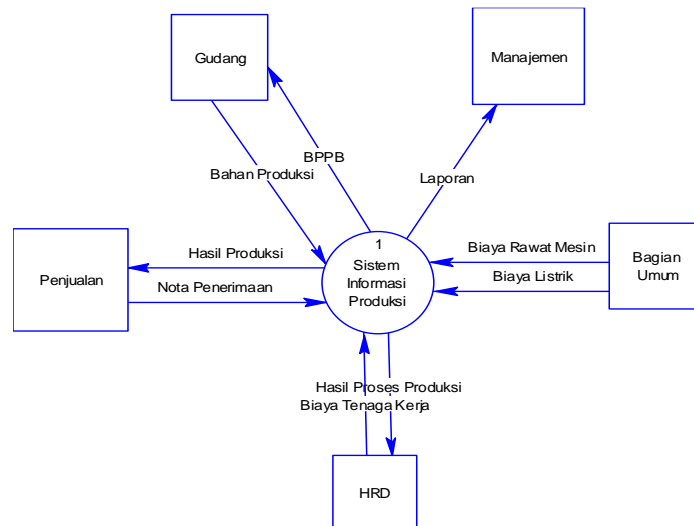 Gudang
Manajemen
BPPB
Bahan Produksi
Laporan
1
Sistem
Informasi
Produksi
Hasil Produksi
Nota Penerimaan
Penjualan
Biaya Rawat Mesin
Biaya Listrik
Bagian
Umum
Hasil Proses Produksi
Biaya Tenaga Kerja
HRD